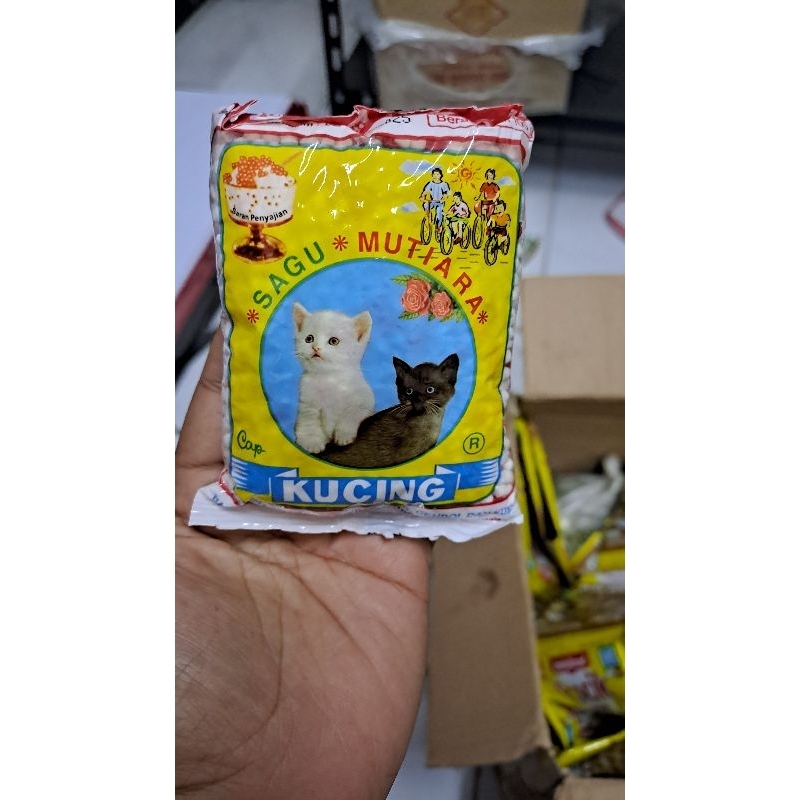 Saran Penyajian
SAGU * MUTIARA
Cap
R
KUCING